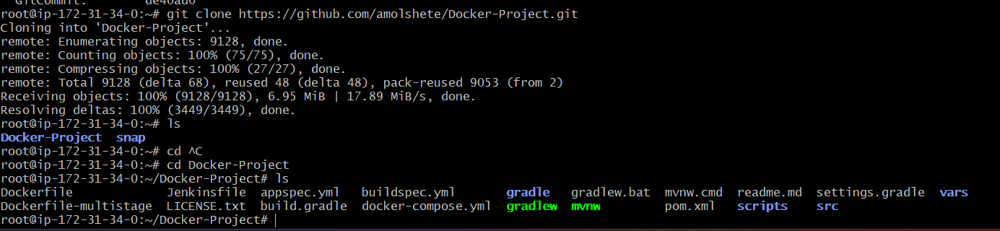 GitCommit: de40ad0
root@ip-172-31-34-0:~# git clone https://github.com/amolshete/Docker-Project.git
Cloning into 'Docker-Project'...
remote: Enumerating objects: 9128, done.
remote: Counting objects: 100% (75/75), done.
remote: Compressing objects: 100% (27/27), done.
remote: Total 9128 (delta 68), reused 48 (delta 48), pack-reused 9053 (from 2)
Receiving objects: 100% (9128/9128), 6.95 MiB | 17.89 MiB/s, done.
Resolving deltas: 100% (3449/3449), done.
root@ip-172-31-34-0:~# ls
Docker-Project  snap
root@ip-172-31-34-0:~# cd ^C
root@ip-172-31-34-0:~# cd Docker-Project
root@ip-172-31-34-0:~/Docker-Project# ls
Dockerfile             Jenkinsfile  appspec.yml   buildspec.yml       gradle   gradlew.bat  mvnw.cmd  readme.md  settings.gradle  vars
Dockerfile-multistage  LICENSE.txt  build.gradle  docker-compose.yml  gradlew  mvnw         pom.xml   scripts    src
root@ip-172-31-34-0:~/Docker-Project#